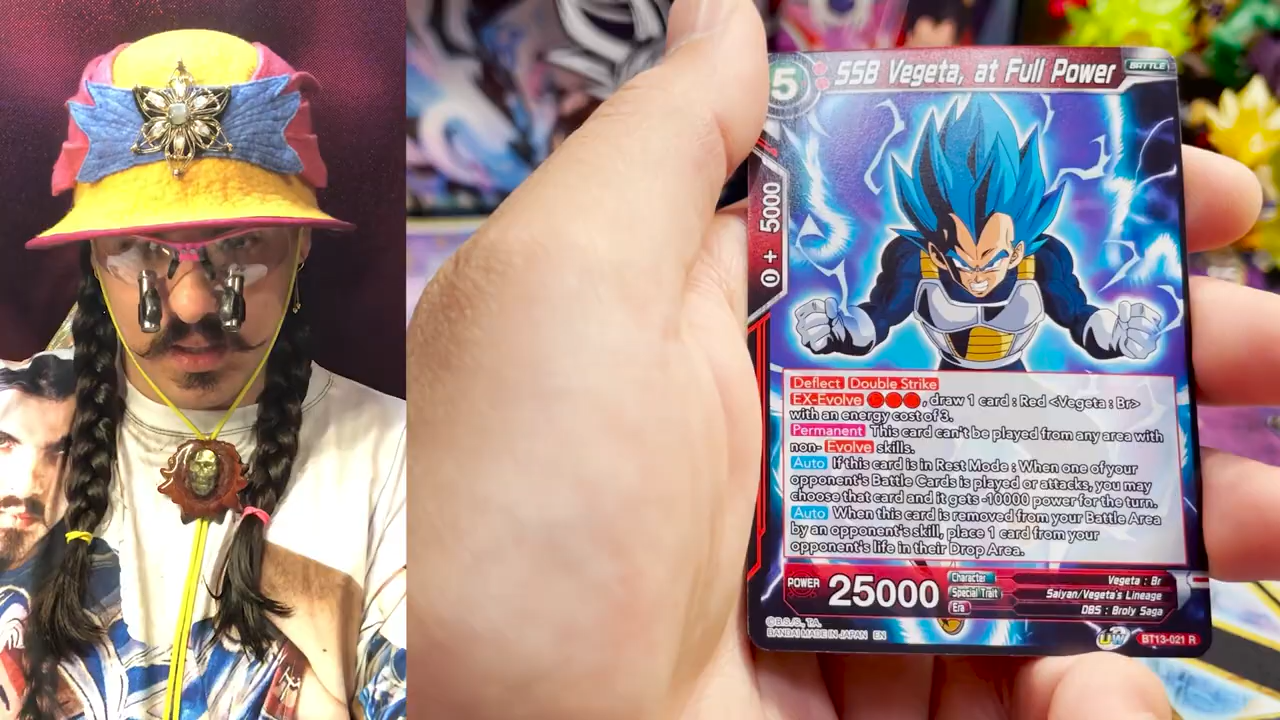 5
SSB Vegeta, at Full Power
BATTLE
0 + 5000
Deflect Double Strike
EX-Evolve , draw 1 card : Red <Vegeta : Br>
with an energy cost of 3.
Permanent This card can't be played from any area with
non- Evolve skills.
Auto If this card is in Rest Mode : When one of your
opponent's Battle Cards is played or attacks, you may
choose that card and it gets -10000 power for the turn.
Auto When this card is removed from your Battle Area
by an opponent's skill, place 1 card from your
opponent's life in their Drop Area.
POWER 25000
Character Vegeta : Br
Special Trait Saiyan/Vegeta's Lineage
Era DBS : Broly Saga
©B.S./S., T.A.
BANDAI MADE IN JAPAN EN
UW BT13-021 R